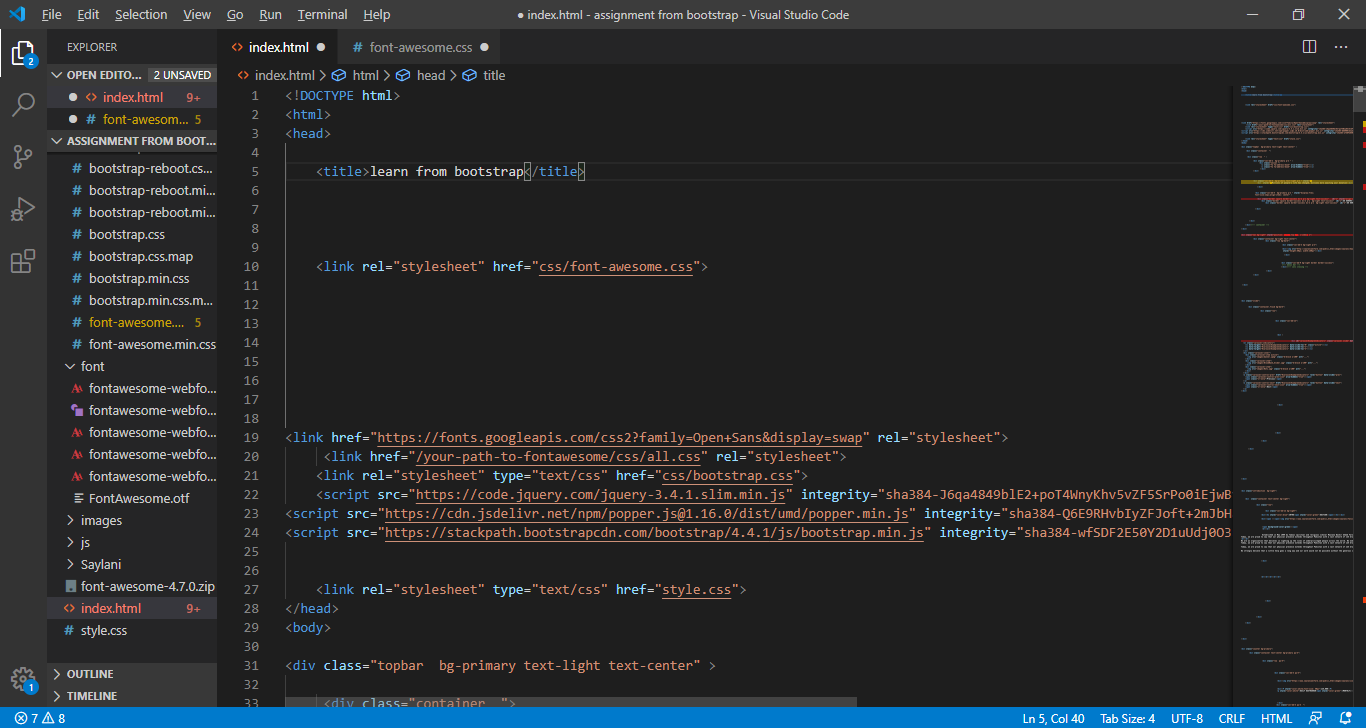 File Edit Selection View Go Run Terminal Help
● index.html - assignment from bootstrap - Visual Studio Code
EXPLORER
OPEN EDITO... 2 UNSAVED
index.html 9+
font-awesom... 5
ASSIGNMENT FROM BOOT...
bootstrap-reboot.cs...
bootstrap-reboot.mi...
bootstrap-reboot.mi...
bootstrap.css
bootstrap.css.map
bootstrap.min.css
bootstrap.min.css.m...
font-awesome.... 5
font-awesome.min.css
font
fontawesome-webfo...
fontawesome-webfo...
fontawesome-webfo...
fontawesome-webfo...
fontawesome-webfo...
FontAwesome.otf
images
js
Saylani
font-awesome-4.7.0.zip
index.html 9+
style.css
OUTLINE
TIMELINE
2
1
index.html ● font-awesome.css ●
index.html > html > head > title
1 <!DOCTYPE html>
2 <html>
3 <head>
4
5 <title>learn from bootstrap</title>
6
7
8
9
10 <link rel="stylesheet" href="css/font-awesome.css">
11
12
13
14
15
16
17
18
19 <link href="https://fonts.googleapis.com/css2?family=Open+Sans&display=swap" rel="stylesheet">
20 <link href="/your-path-to-fontawesome/css/all.css" rel="stylesheet">
21 <link rel="stylesheet" type="text/css" href="css/bootstrap.css">
22 <script src="https://code.jquery.com/jquery-3.4.1.slim.min.js" integrity="sha384-J6qa4849blE2+poT4WnyKhv5vZF5SrPo0iEjwB
23 <script src="https://cdn.jsdelivr.net/npm/popper.js@1.16.0/dist/umd/popper.min.js" integrity="sha384-Q6E9RHvbIyZFJoft+2mJbH
24 <script src="https://stackpath.bootstrapcdn.com/bootstrap/4.4.1/js/bootstrap.min.js" integrity="sha384-wfSDF2E50Y2D1uUdj0O3
25
26
27 <link rel="stylesheet" type="text/css" href="style.css">
28 </head>
29 <body>
30
31 <div class="topbar  bg-primary text-light text-center" >
32
33 <div class="container  ">
7 8
Ln 5, Col 40 Tab Size: 4 UTF-8 CRLF HTML